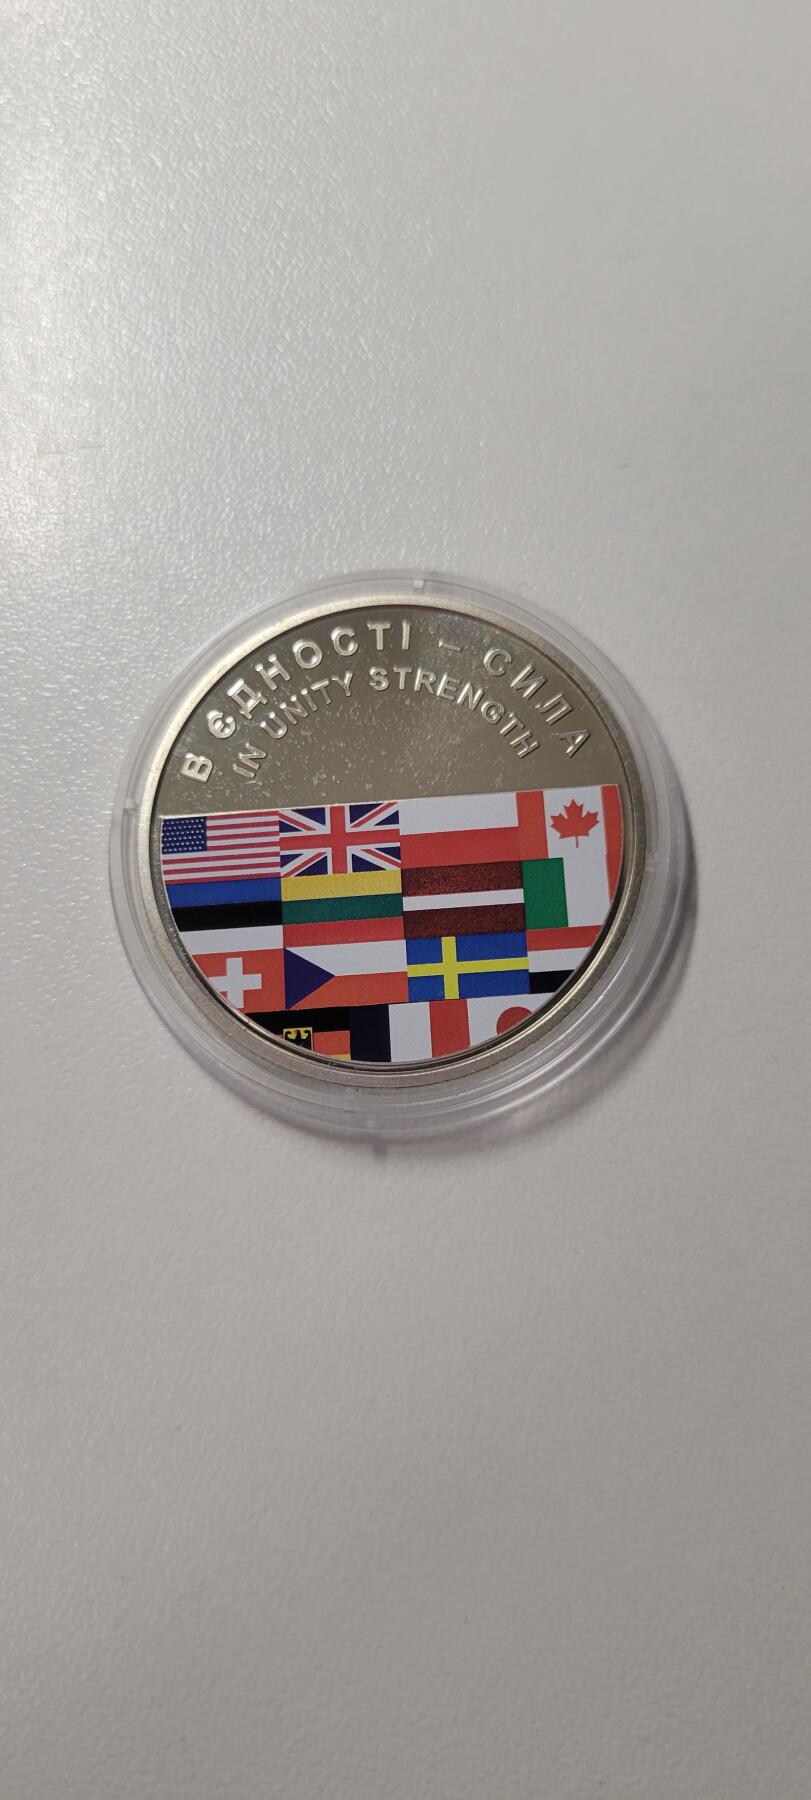 В ЄДНОСТІ – СИЛА
IN UNITY STRENGTH